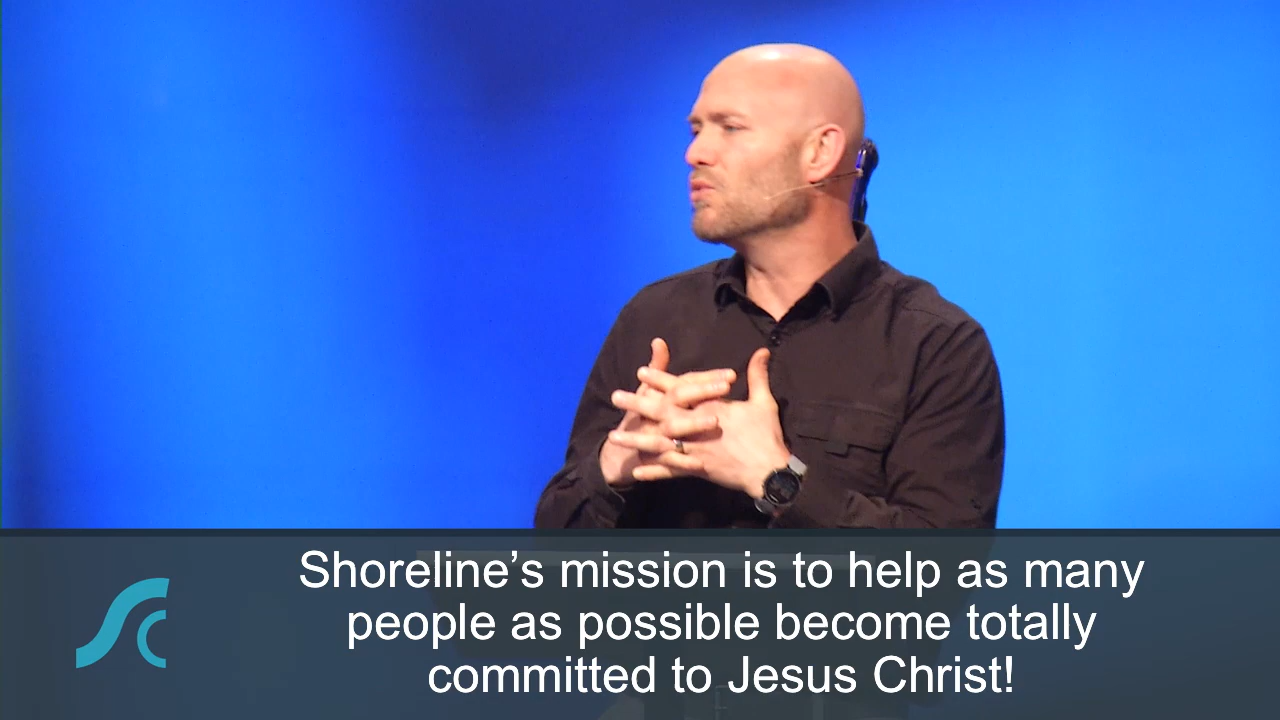 Shoreline’s mission is to help as many
people as possible become totally
committed to Jesus Christ!